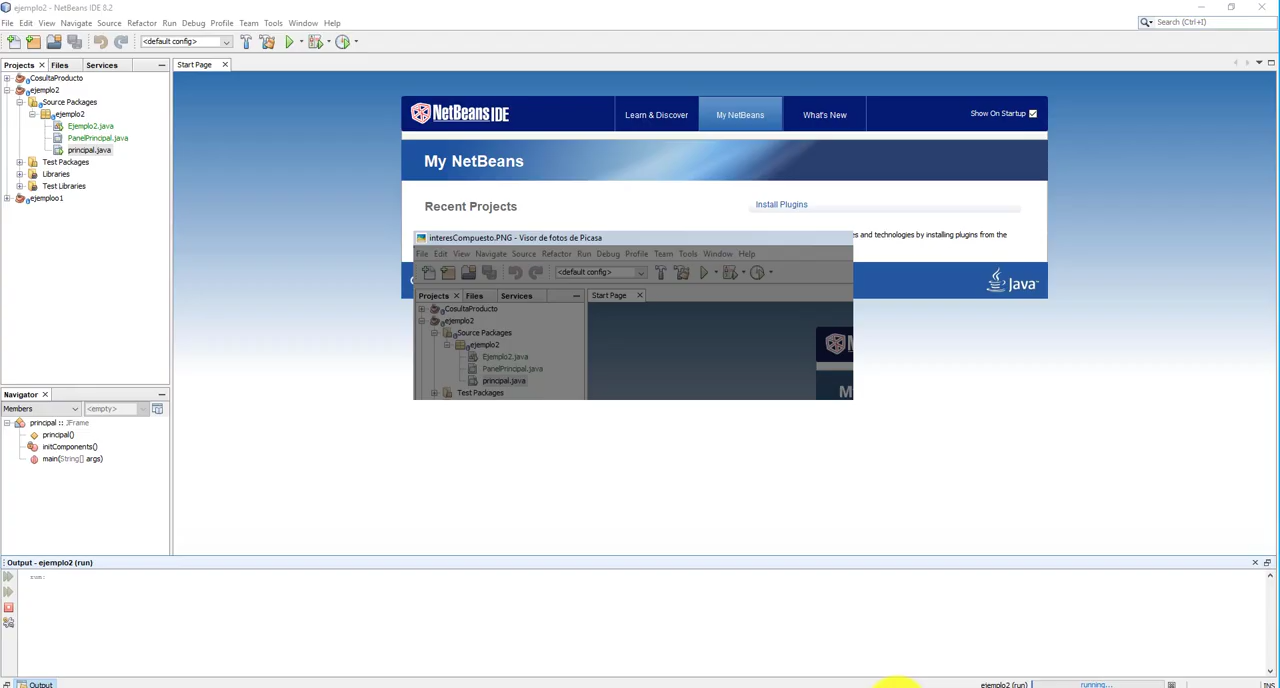 ejemplo2 - NetBeans IDE 8.2
File Edit View Navigate Source Refactor Run Debug Profile Team Tools Window Help
Search (Ctrl+I)
<default config>
Projects Files Services
Start Page
CosultaProducto
ejemplo2
Source Packages
ejemplo2
Ejemplo2.java
PanelPrincipal.java
principal.java
Test Packages
Libraries
Test Libraries
ejemploo1
NetBeans IDE
Learn & Discover
My NetBeans
What's New
Show On Startup
My NetBeans
Recent Projects
Install Plugins
es and technologies by installing plugins from the
Java
interesCompuesto.PNG - Visor de fotos de Picasa
File Edit View Navigate Source Refactor Run Debug Profile Team Tools Window Help
<default config>
Projects Files Services
Start Page
CosultaProducto
ejemplo2
Source Packages
ejemplo2
Ejemplo2.java
PanelPrincipal.java
principal.java
Test Packages
M
Navigator
Members
<empty>
principal :: JFrame
principal()
initComponents()
main(String[] args)
Output - ejemplo2 (run)
run:
Output
ejemplo2 (run)
running...
INS